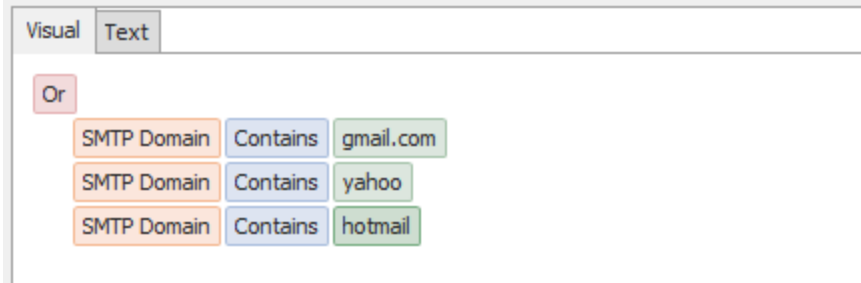 Visual Text
Or
SMTP Domain Contains gmail.com
SMTP Domain Contains yahoo
SMTP Domain Contains hotmail